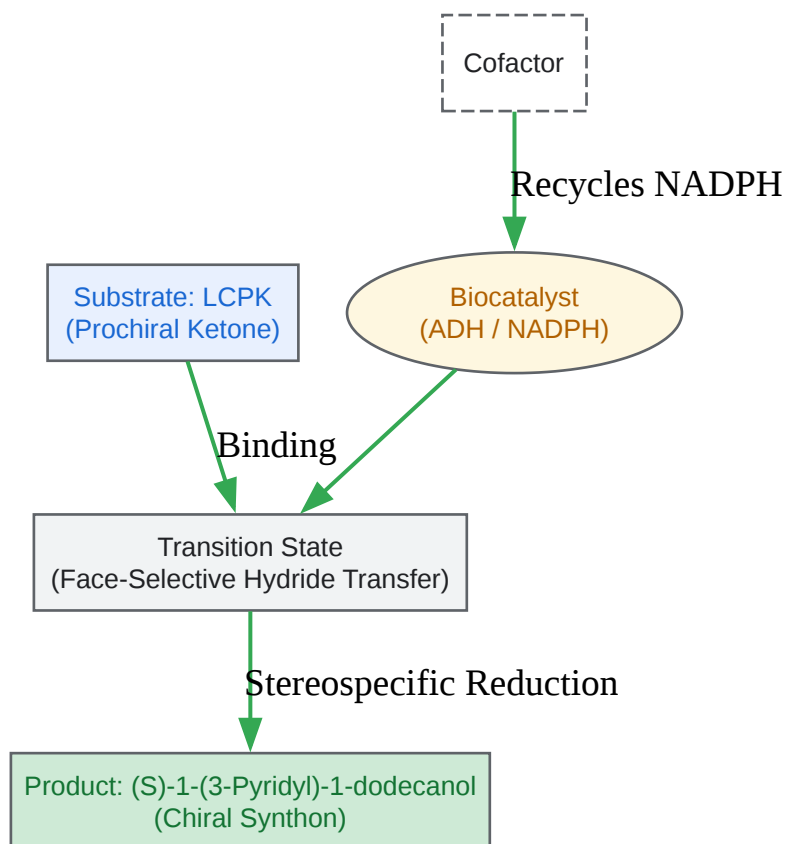 Cofactor
Recycles NADPH
Substrate: LCPK
(Prochiral Ketone)
Biocatalyst
(ADH / NADPH)
Binding
Transition State
(Face-Selective Hydride Transfer)
Stereospecific Reduction
Product: (S)-1-(3-Pyridyl)-1-dodecanol
(Chiral Synthon)